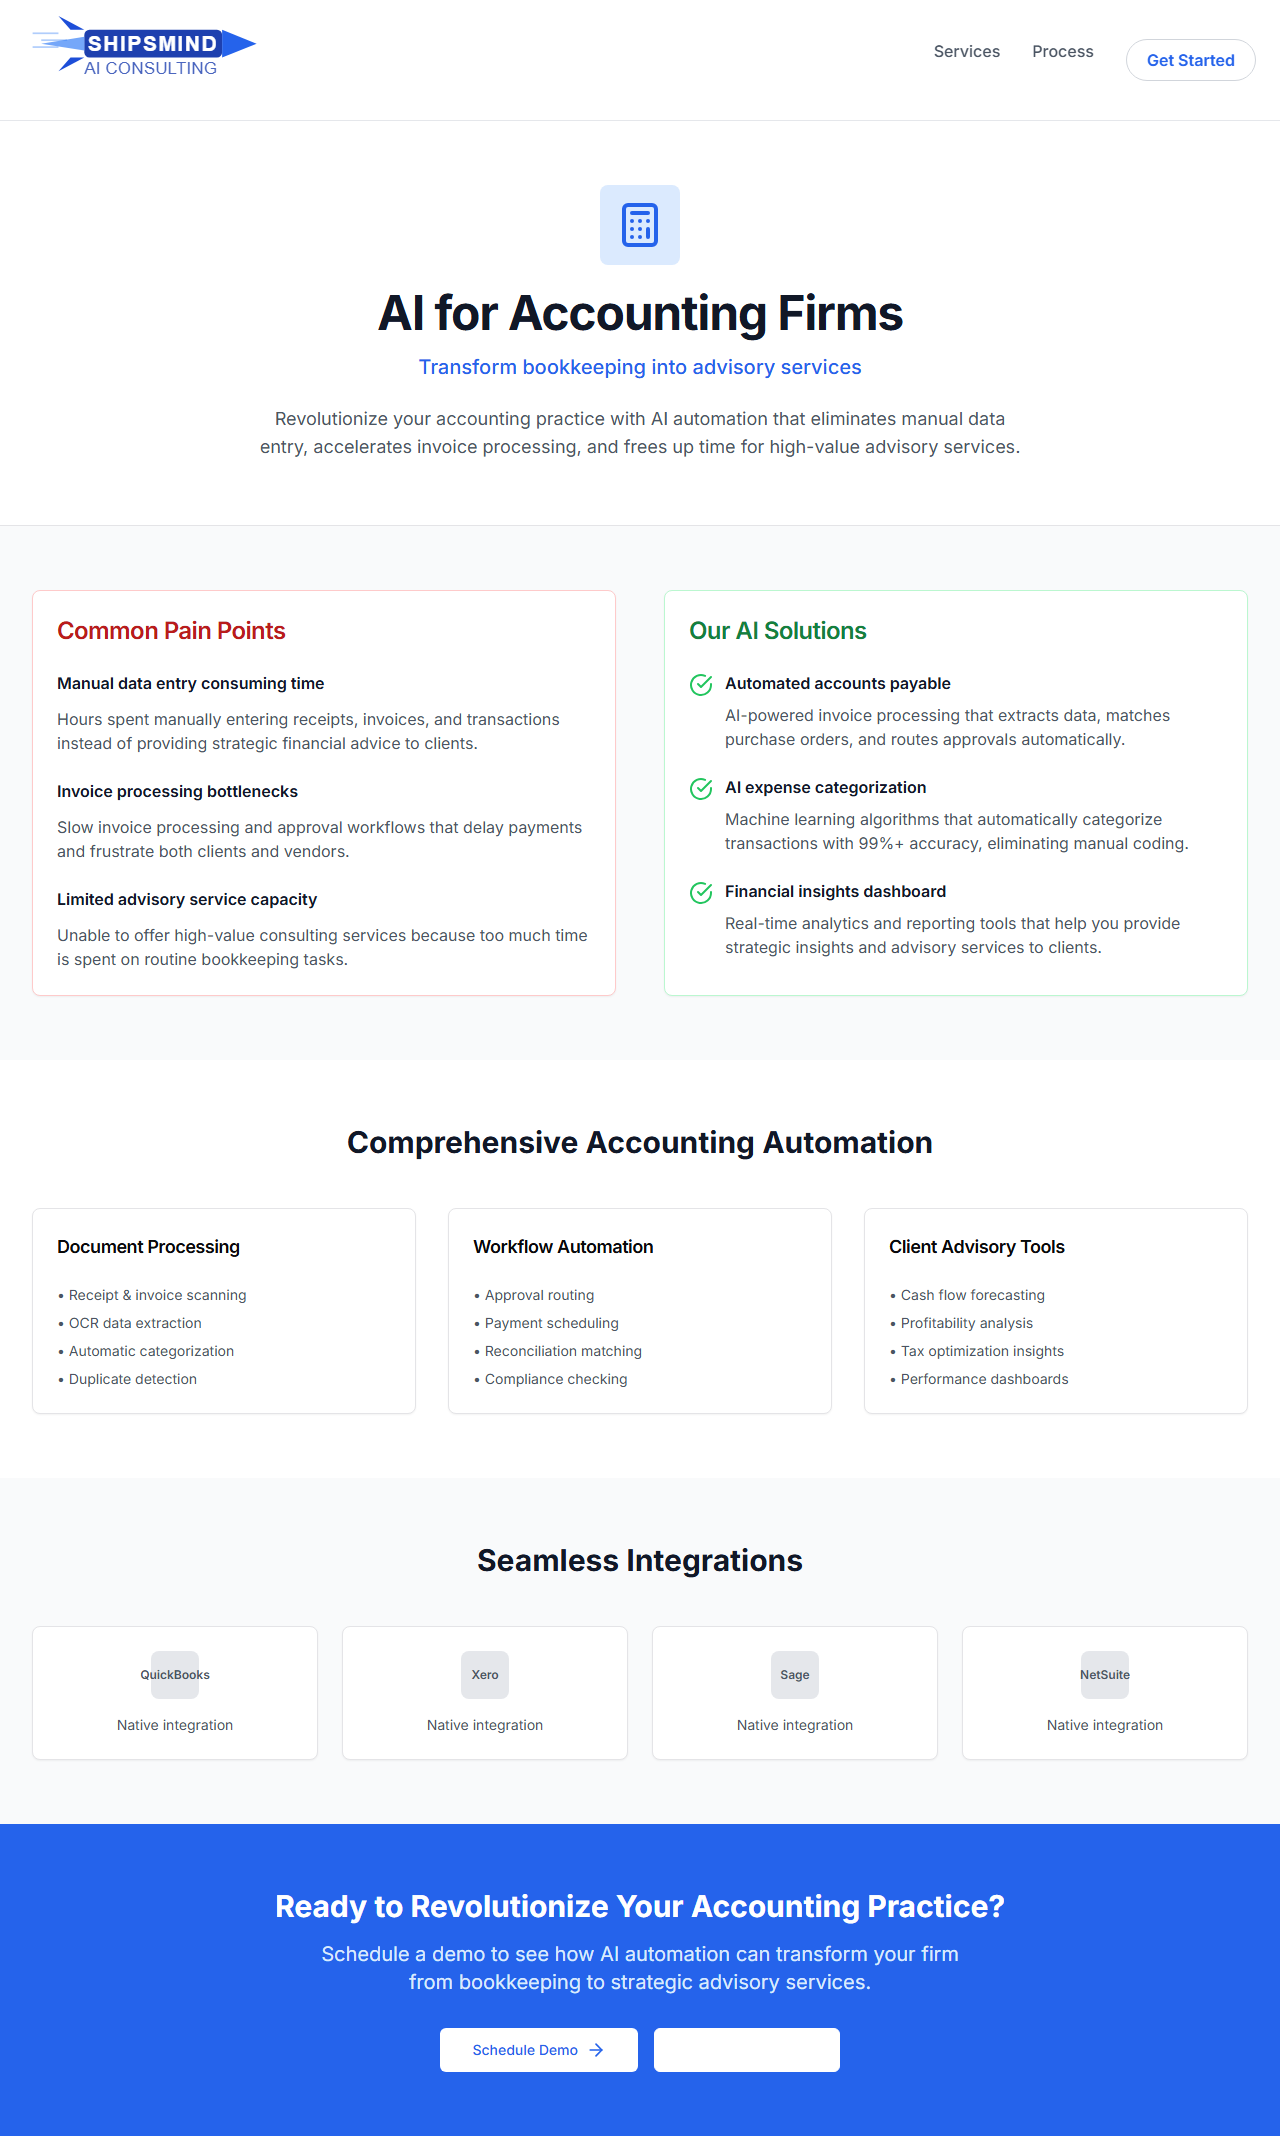 SHIPSMIND
AI CONSULTING
Services
Process
Get Started
AI for Accounting Firms
Transform bookkeeping into advisory services
Revolutionize your accounting practice with AI automation that eliminates manual data
entry, accelerates invoice processing, and frees up time for high-value advisory services.
Common Pain Points
Manual data entry consuming time
Hours spent manually entering receipts, invoices, and transactions
instead of providing strategic financial advice to clients.
Invoice processing bottlenecks
Slow invoice processing and approval workflows that delay payments
and frustrate both clients and vendors.
Limited advisory service capacity
Unable to offer high-value consulting services because too much time
is spent on routine bookkeeping tasks.
Our AI Solutions
Automated accounts payable
AI-powered invoice processing that extracts data, matches
purchase orders, and routes approvals automatically.
AI expense categorization
Machine learning algorithms that automatically categorize
transactions with 99%+ accuracy, eliminating manual coding.
Financial insights dashboard
Real-time analytics and reporting tools that help you provide
strategic insights and advisory services to clients.
Comprehensive Accounting Automation
Document Processing
• Receipt & invoice scanning
• OCR data extraction
• Automatic categorization
• Duplicate detection
Workflow Automation
• Approval routing
• Payment scheduling
• Reconciliation matching
• Compliance checking
Client Advisory Tools
• Cash flow forecasting
• Profitability analysis
• Tax optimization insights
• Performance dashboards
Seamless Integrations
QuickBooks
Native integration
Xero
Native integration
Sage
Native integration
NetSuite
Native integration
Ready to Revolutionize Your Accounting Practice?
Schedule a demo to see how AI automation can transform your firm
from bookkeeping to strategic advisory services.
Schedule Demo